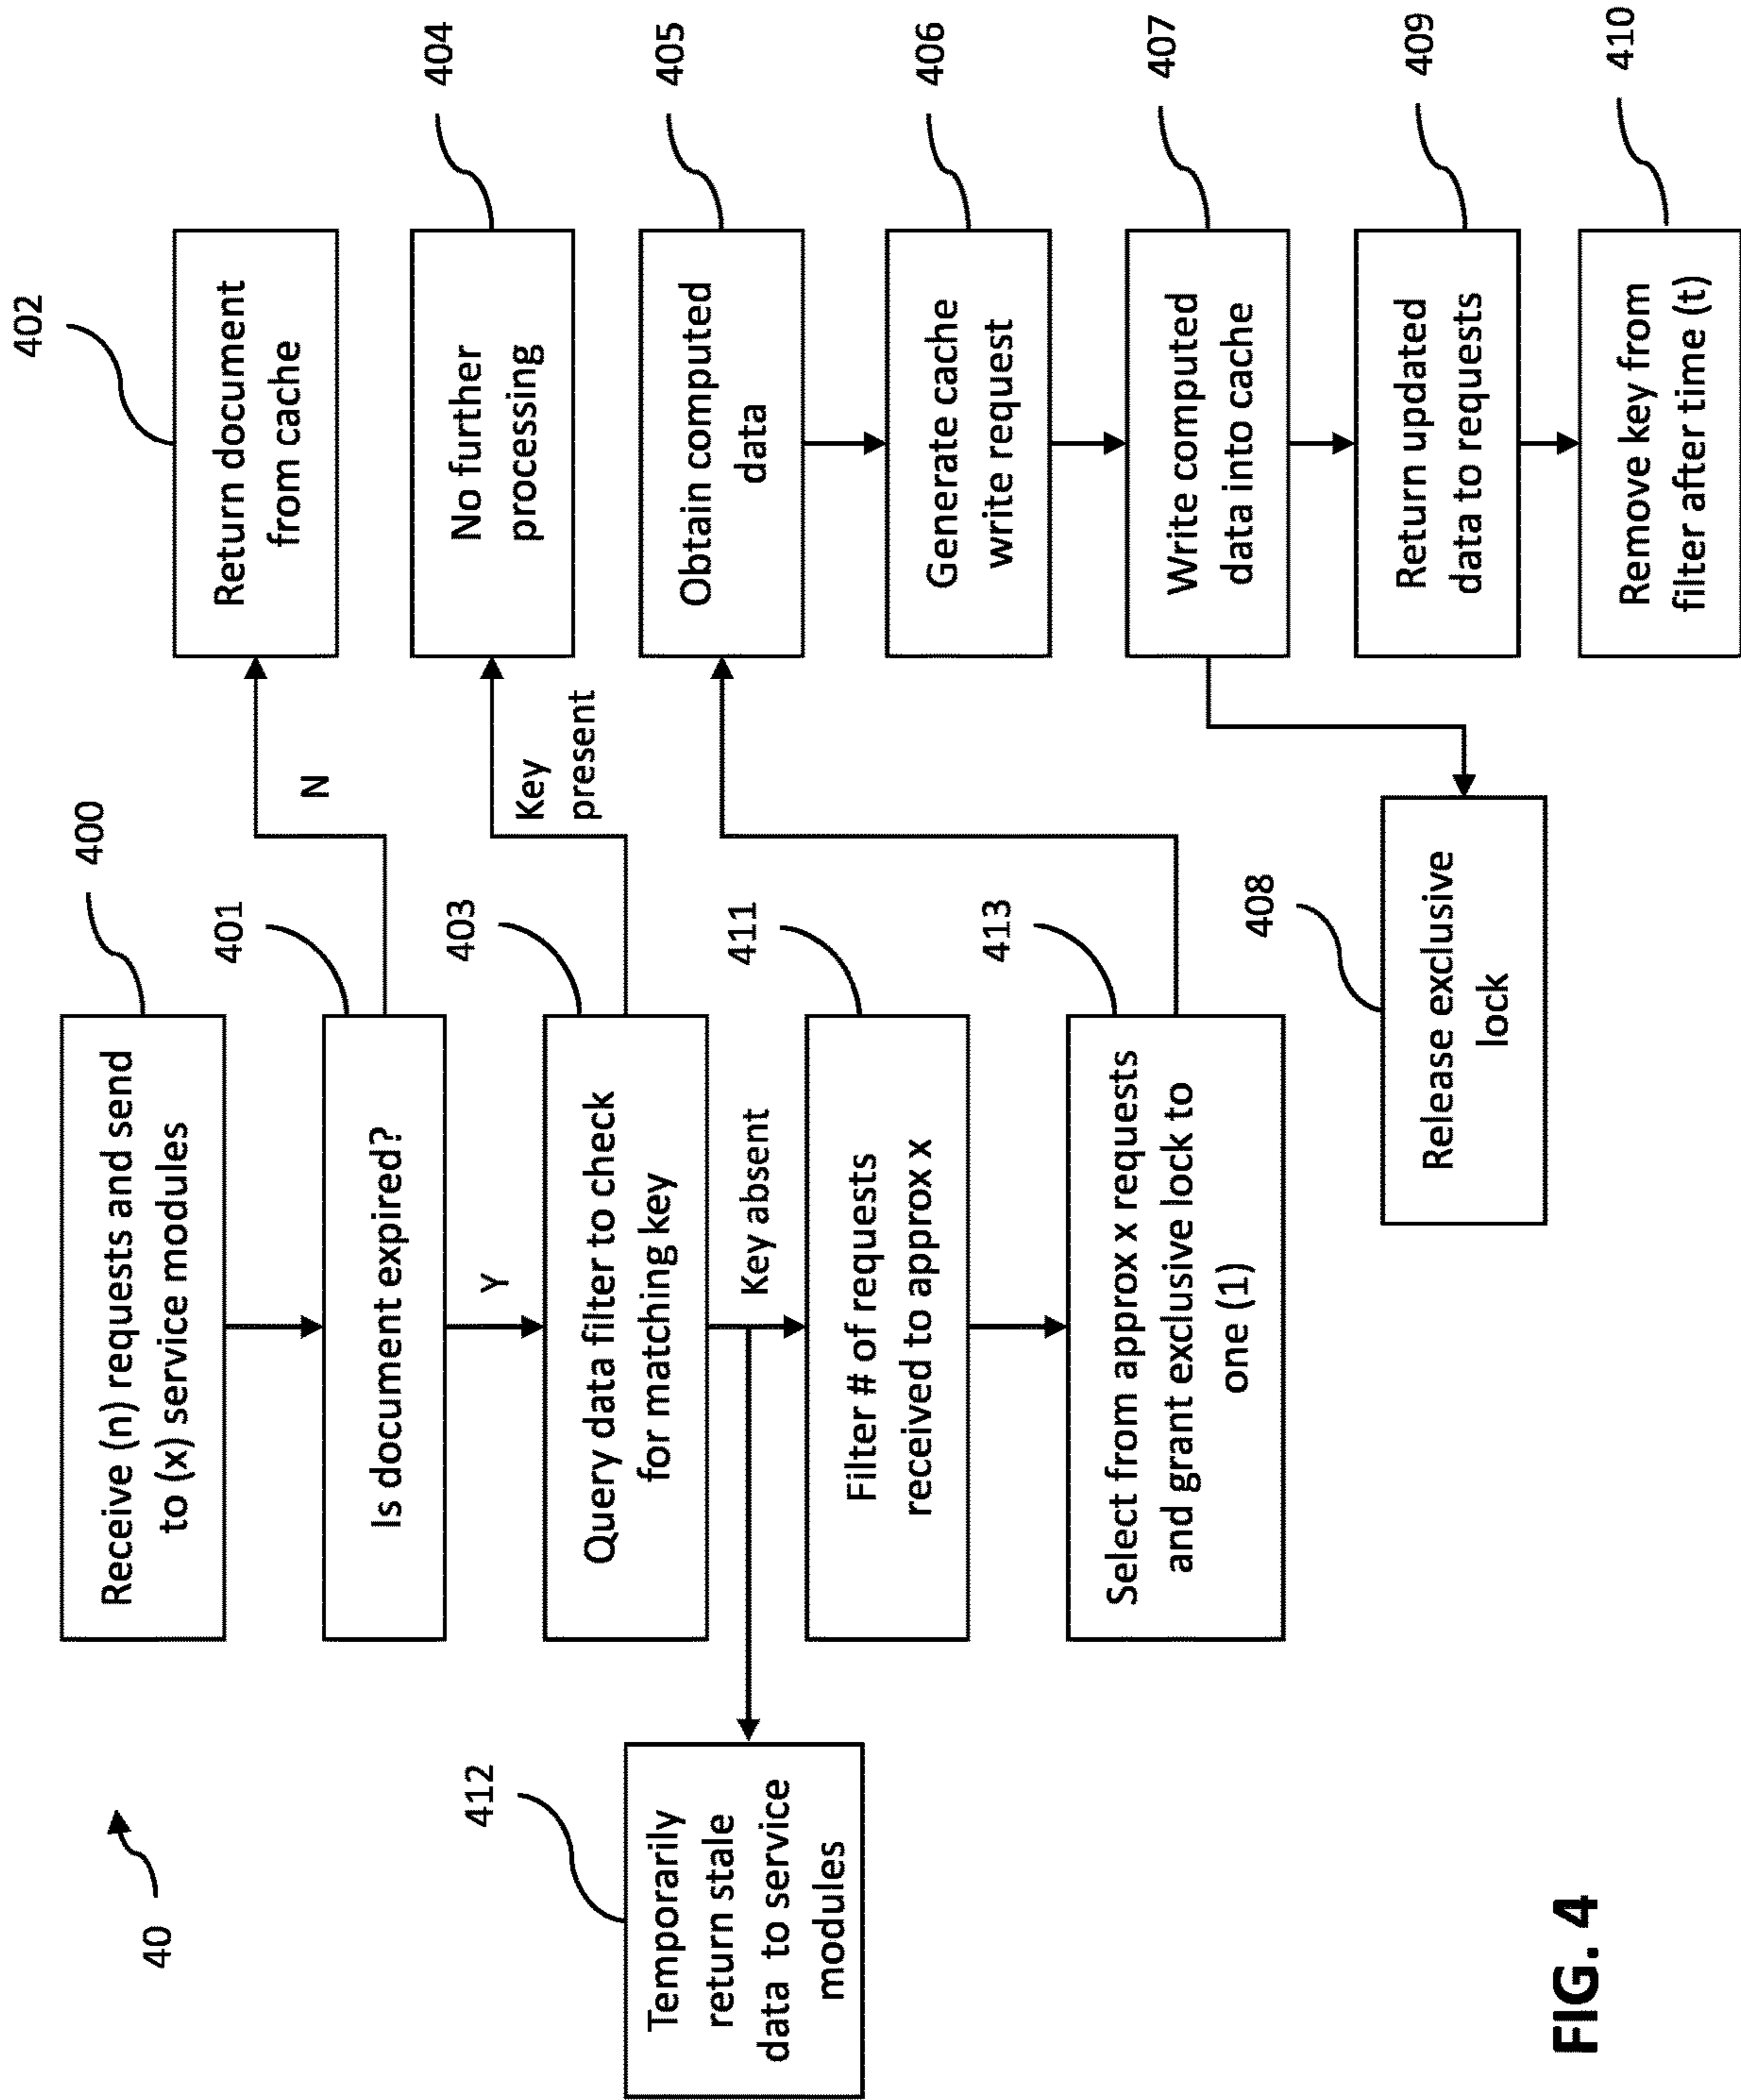 40
400
Receive (n) requests and send
to (x) service modules
401
Is document expired?
N
402
Return document
from cache
Y
403
Query data filter to check
for matching key
Key
present
404
No further
processing
Key absent
412
Temporarily
return stale
data to service
modules
411
Filter # of requests
received to approx x
413
Select from approx x requests
and grant exclusive lock to
one (1)
405
Obtain computed
data
406
Generate cache
write request
407
Write computed
data into cache
408
Release exclusive
lock
409
Return updated
data to requests
410
Remove key from
filter after time (t)
FIG. 4